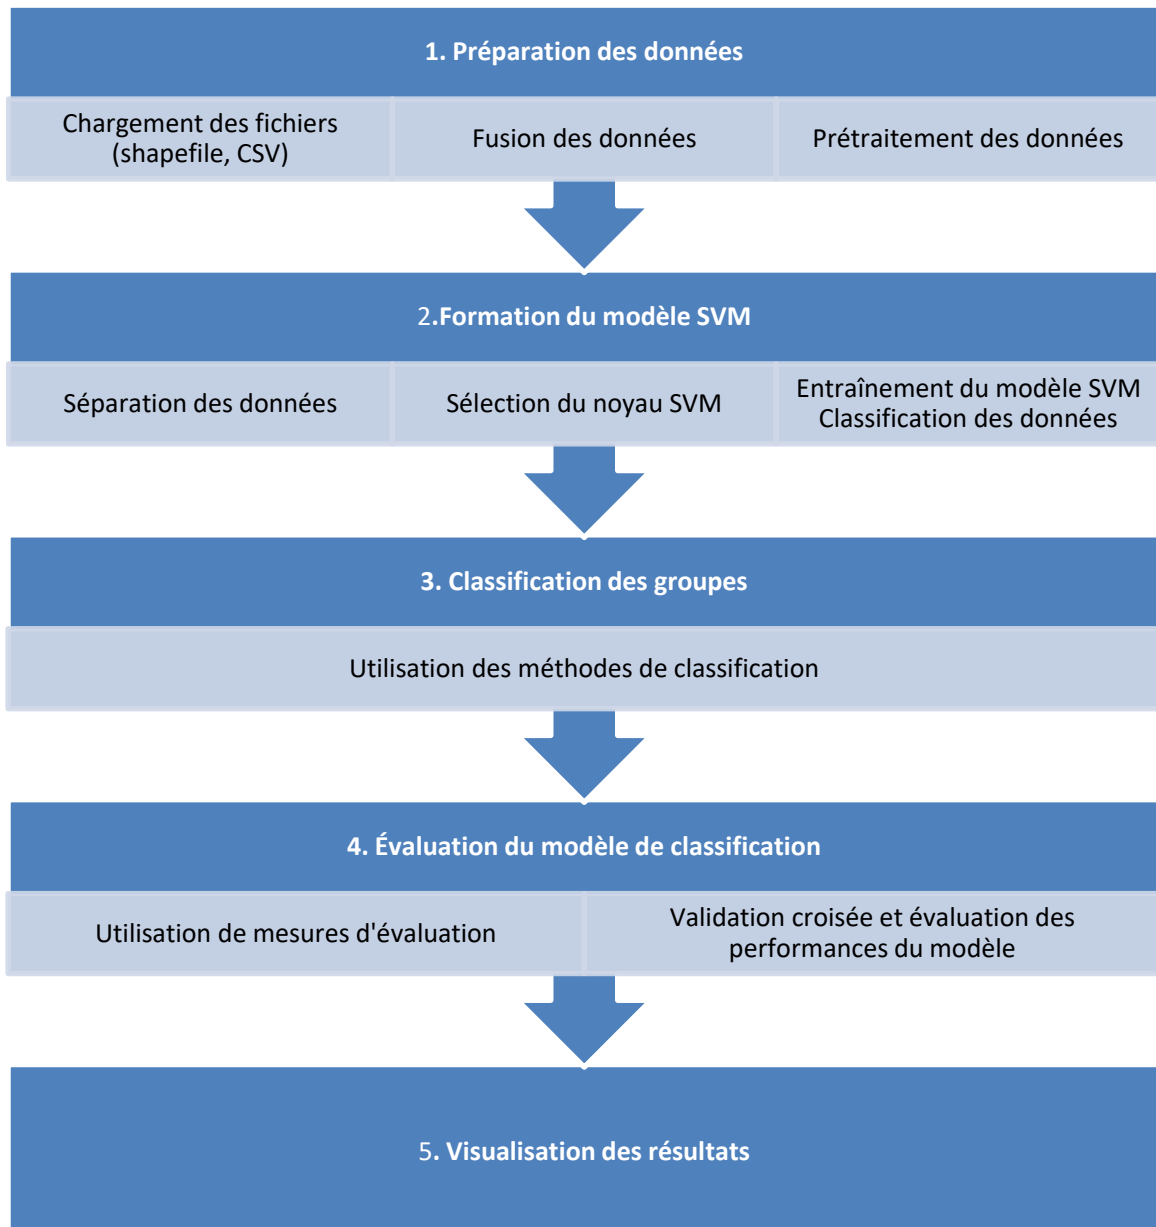 1. Préparation des données
Chargement des fichiers
(shapefile, CSV)
Fusion des données
Prétraitement des données
2.Formation du modèle SVM
Séparation des données
Sélection du noyau SVM
Entraînement du modèle SVM
Classification des données
3. Classification des groupes
Utilisation des méthodes de classification
4. Évaluation du modèle de classification
Utilisation de mesures d'évaluation
Validation croisée et évaluation des
performances du modèle
5. Visualisation des résultats